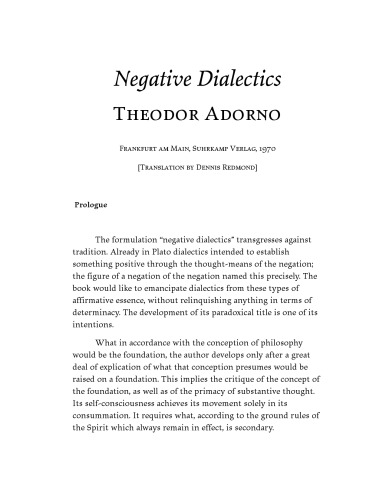 Negative Dialectics
Theodor Adorno
Frankfurt am Main, Suhrkamp Verlag, 1970
[Translation by Dennis Redmond]
Prologue
The formulation “negative dialectics” transgresses against
tradition. Already in Plato dialectics intended to establish
something positive through the thought-means of the negation;
the figure of a negation of the negation named this precisely. The
book would like to emancipate dialectics from these types of
affirmative essence, without relinquishing anything in terms of
determinacy. The development of its paradoxical title is one of its
intentions.
What in accordance with the conception of philosophy
would be the foundation, the author develops only after a great
deal of explication of what that conception presumes would be
raised on a foundation. This implies the critique of the concept of
the foundation, as well as of the primacy of substantive thought.
Its self-consciousness achieves its movement solely in its
consummation. It requires what, according to the ground rules of
the Spirit which always remain in effect, is secondary.